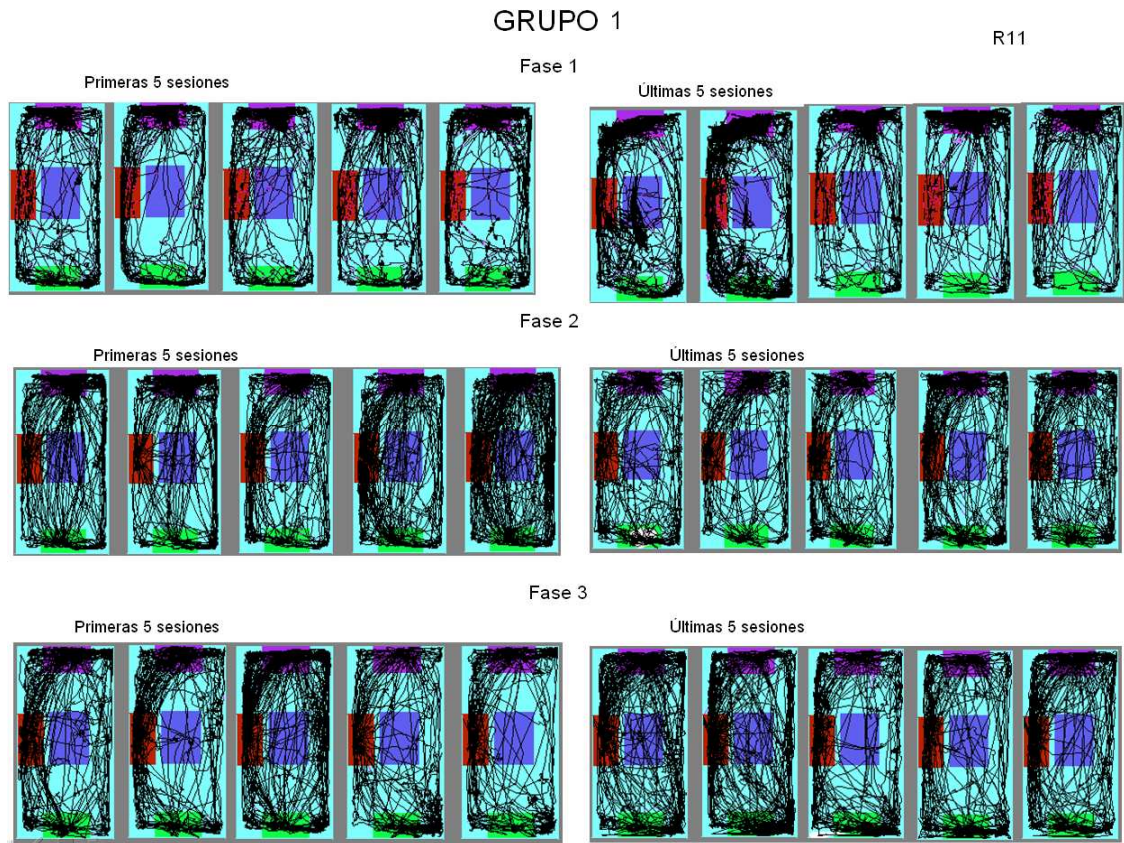 GRUPO 1
R11
Fase 1
Primeras 5 sesiones
Últimas 5 sesiones
Fase 2
Primeras 5 sesiones
Últimas 5 sesiones
Fase 3
Primeras 5 sesiones
Últimas 5 sesiones